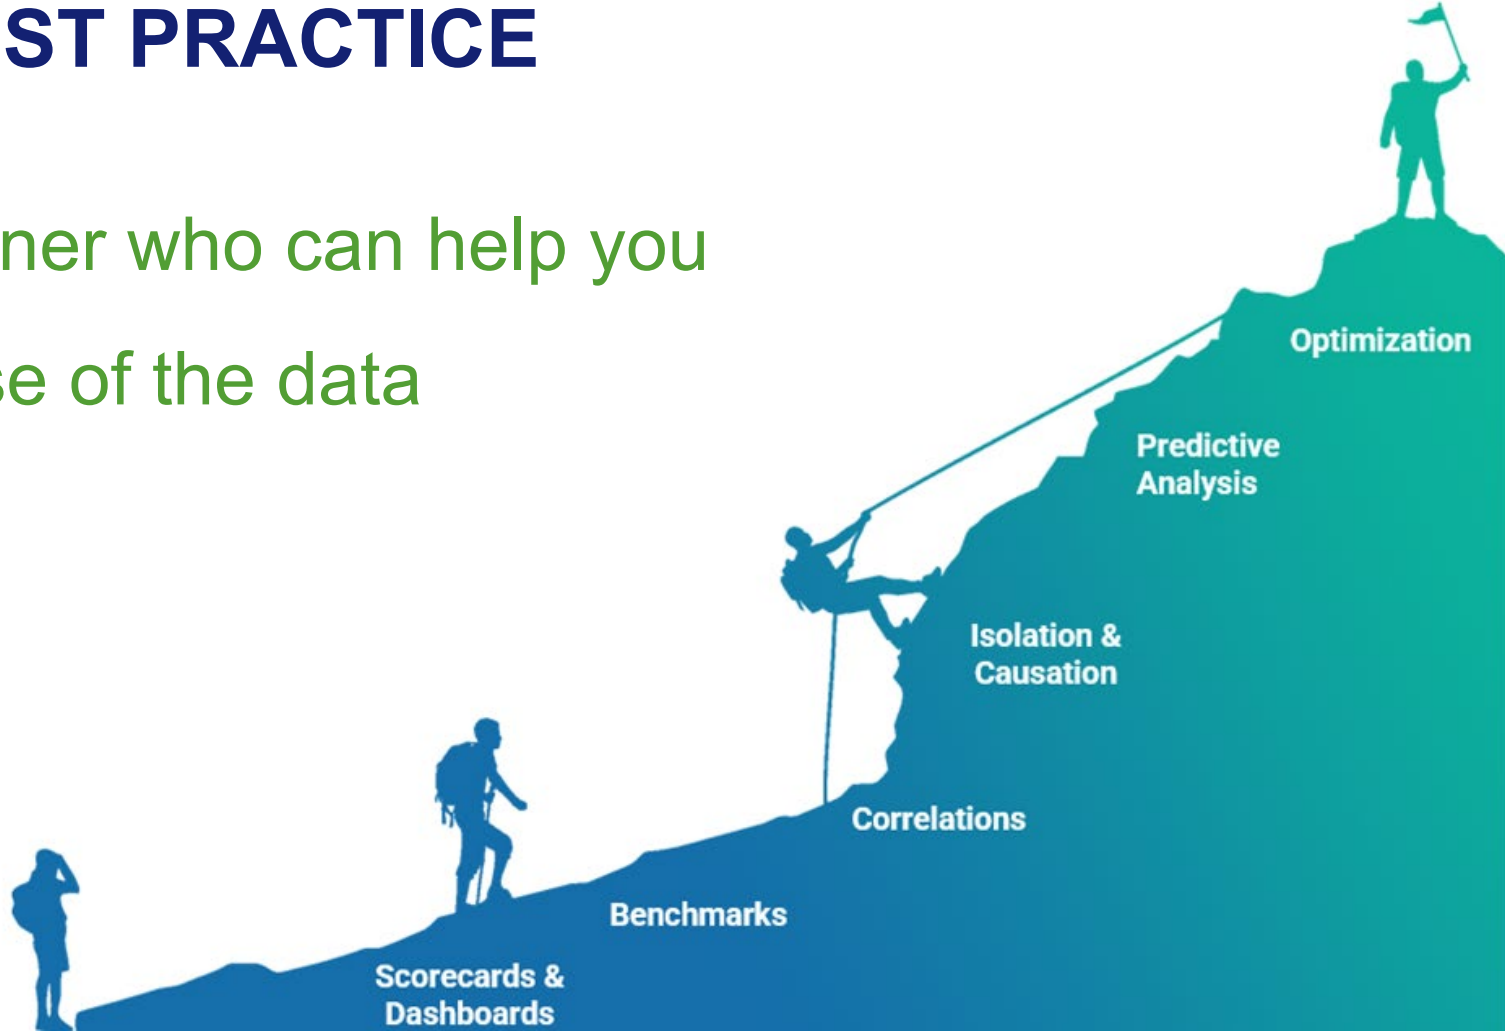 ST PRACTICE
ner who can help you
se of the data
Optimization
Predictive
Analysis
Isolation &
Causation
Correlations
Benchmarks
Scorecards &
Dashboards